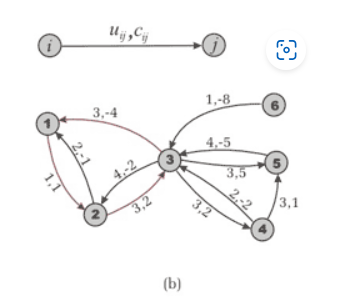 i u_ij,c_ij j
1,-8 6
1 3,-4
4,-5
2,-1 3 5
4,-2 3,5
1,1 2,-2 3,1
2 3,2 3,2 4
(b)